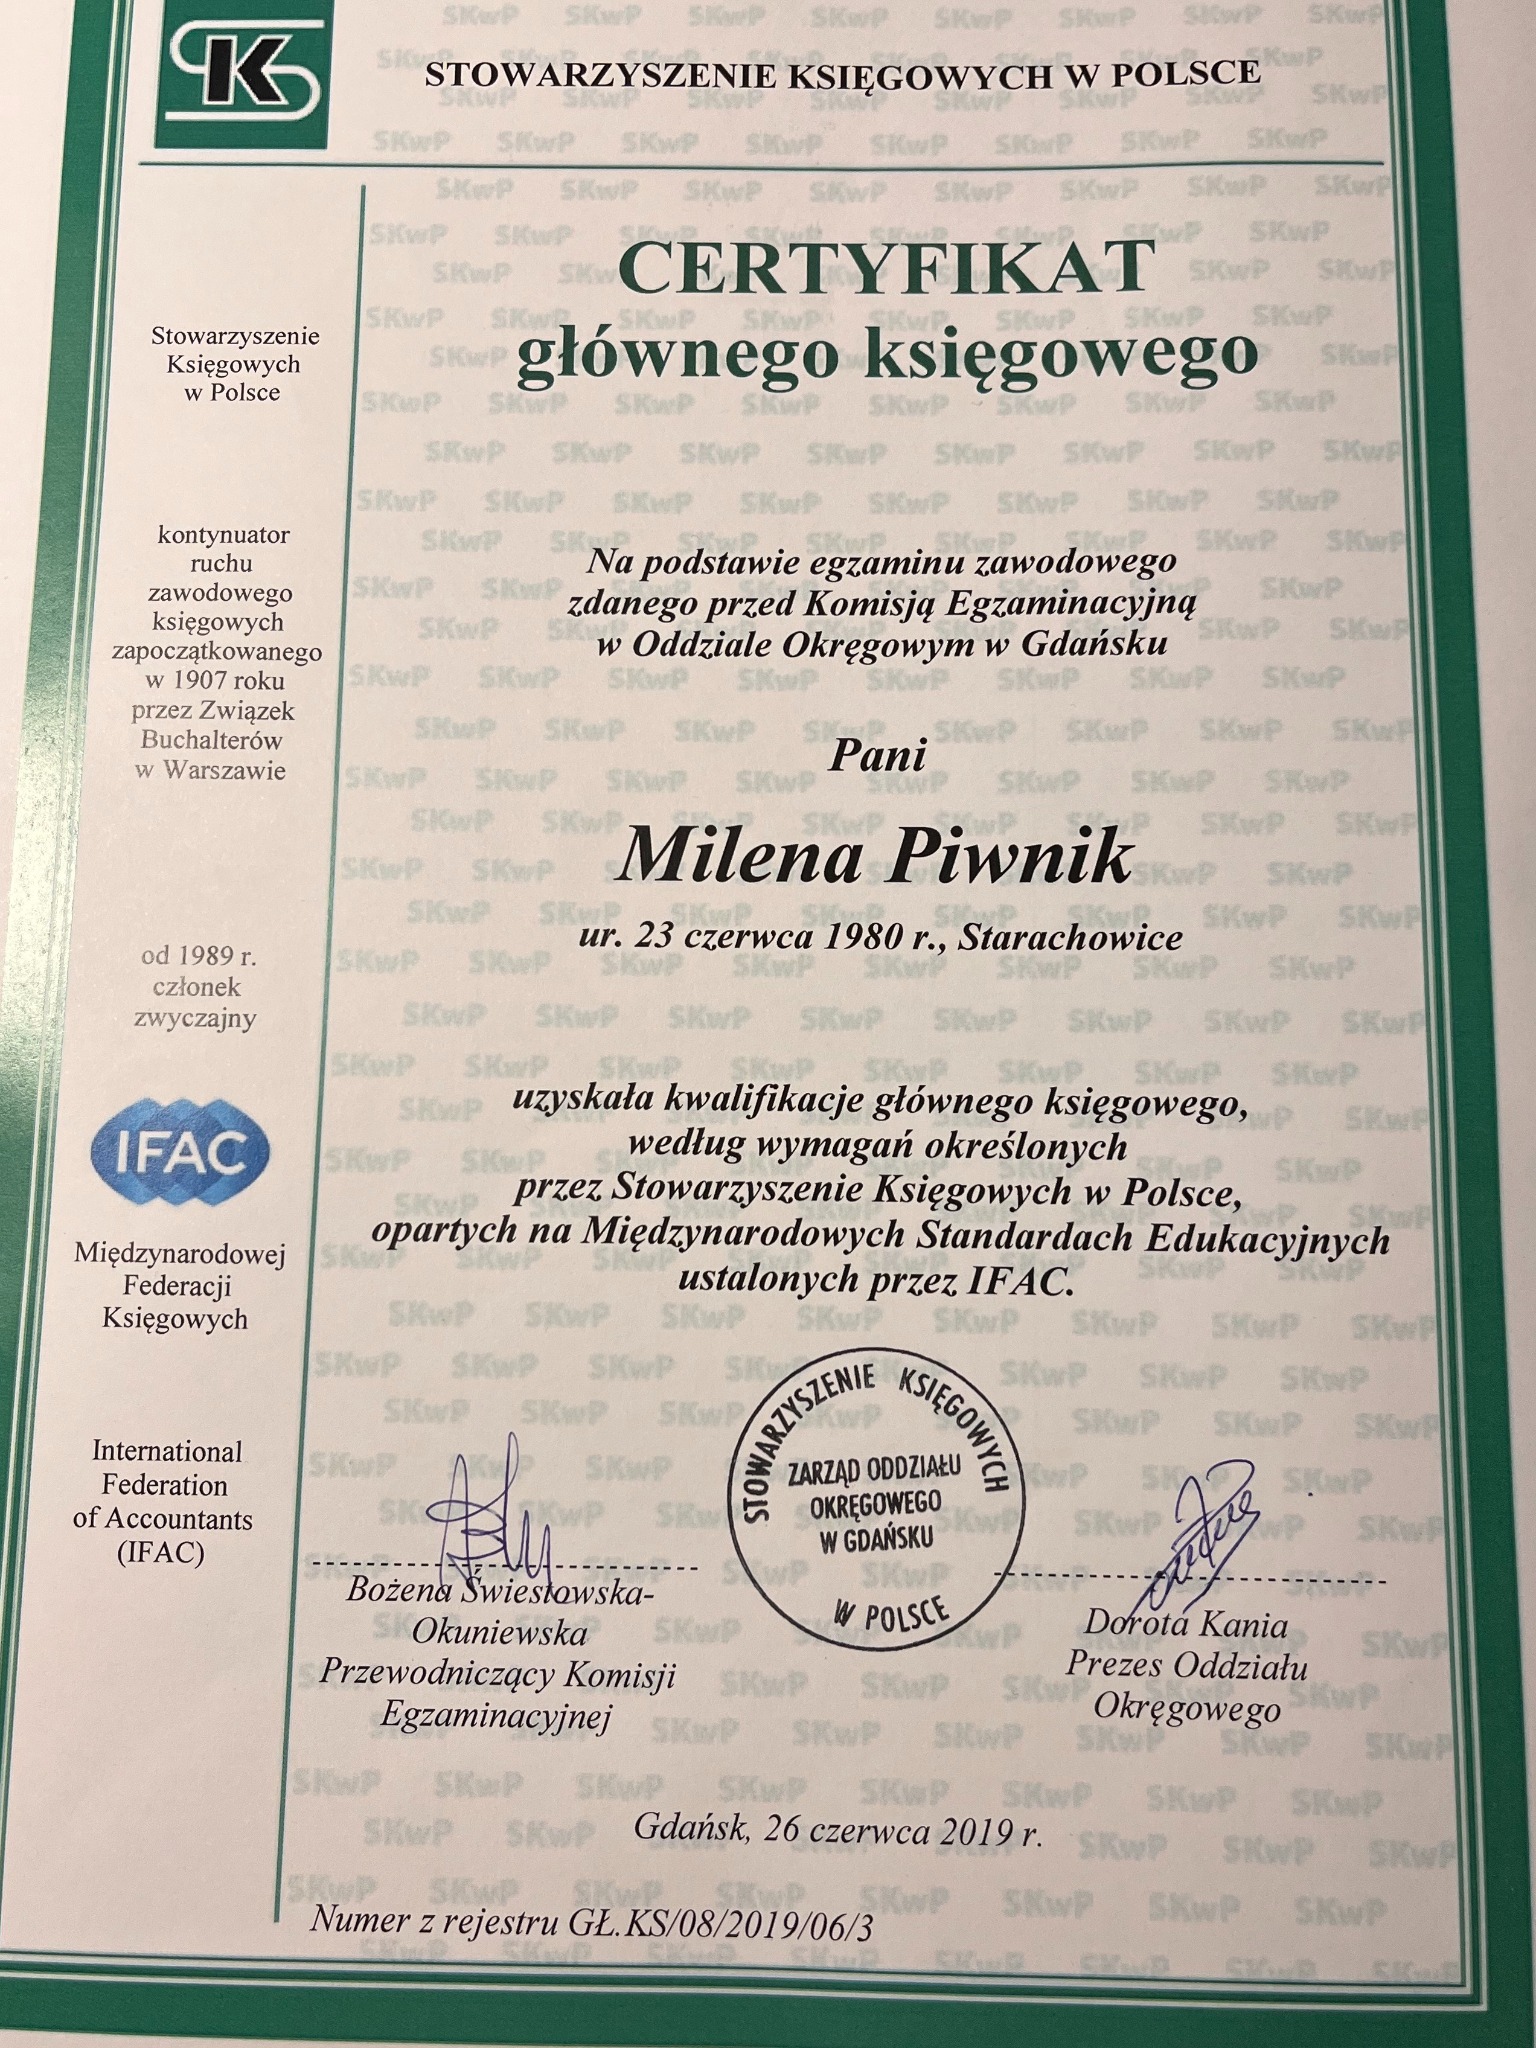 SK
STOWARZYSZENIE KSIĘGOWYCH W POLSCE
CERTYFIKAT
głównego księgowego
Stowarzyszenie
Księgowych
w Polsce
kontynuator
ruchu
zawodowego
księgowych
zapoczątkowanego
w 1907 roku
przez Związek
Buchalterów
w Warszawie
od 1989 r.
członek
zwyczajny
IFAC
Międzynarodowej
Federacji
Księgowych
International
Federation
of Accountants
(IFAC)
Na podstawie egzaminu zawodowego
zdanego przed Komisją Egzaminacyjną
w Oddziale Okręgowym w Gdańsku
Pani
Milena Piwnik
ur. 23 czerwca 1980 r., Starachowice
uzyskała kwalifikacje głównego księgowego,
według wymagań określonych
przez Stowarzyszenie Księgowych w Polsce,
opartych na Międzynarodowych Standardach Edukacyjnych
ustalonych przez IFAC.
STOWARZYSZENIE KSIĘGOWYCH
ZARZĄD ODDZIAŁU
OKRĘGOWEGO
W GDAŃSKU
W POLSCE
Bożena Świestowska-
Okuniewska
Przewodniczący Komisji
Egzaminacyjnej
Dorota Kania
Prezes Oddziału
Okręgowego
Gdańsk, 26 czerwca 2019 r.
Numer z rejestru GŁ.KS/08/2019/06/3
SKwP